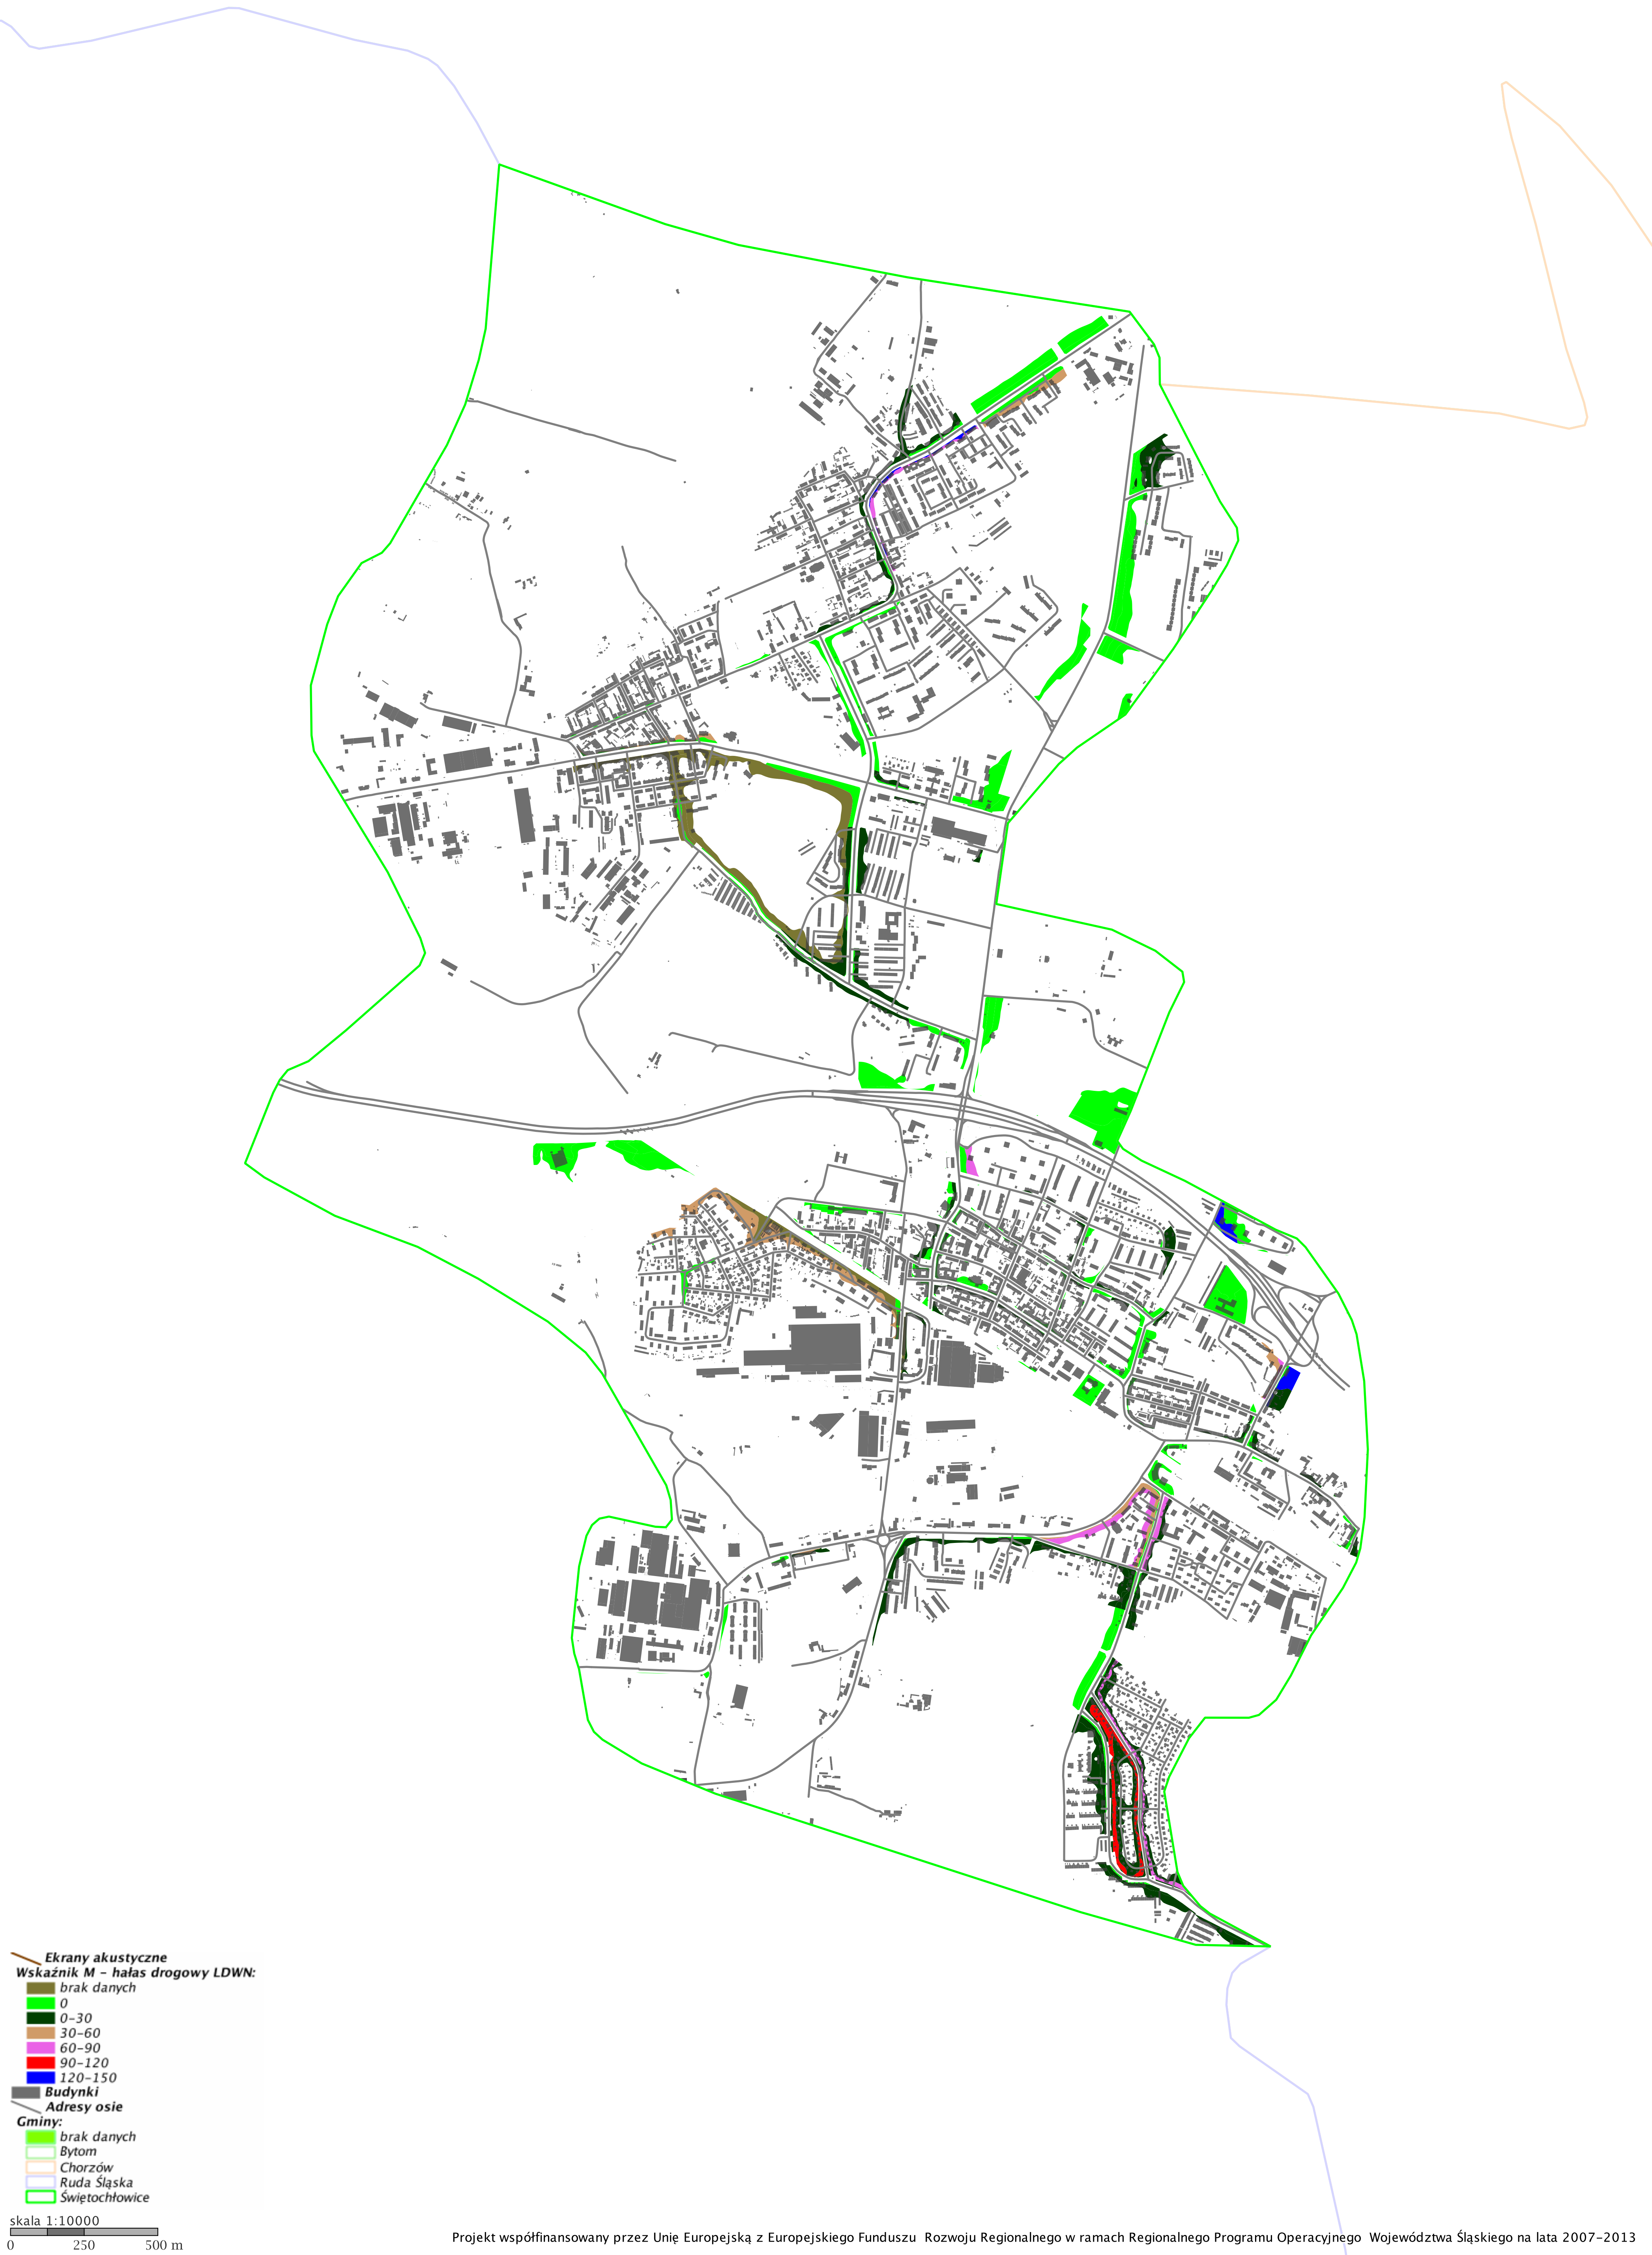 Ekrany akustyczne
Wskaźnik M - hałas drogowy LDWN:
brak danych
0
0-30
30-60
60-90
90-120
120-150
Budynki
Adresy osie
Gminy:
brak danych
Bytom
Chorzów
Ruda Śląska
Świętochłowice
skala 1:10000
0 250 500 m
Projekt współfinansowany przez Unię Europejską z Europejskiego Funduszu Rozwoju Regionalnego w ramach Regionalnego Programu Operacyjnego Województwa Śląskiego na lata 2007-2013